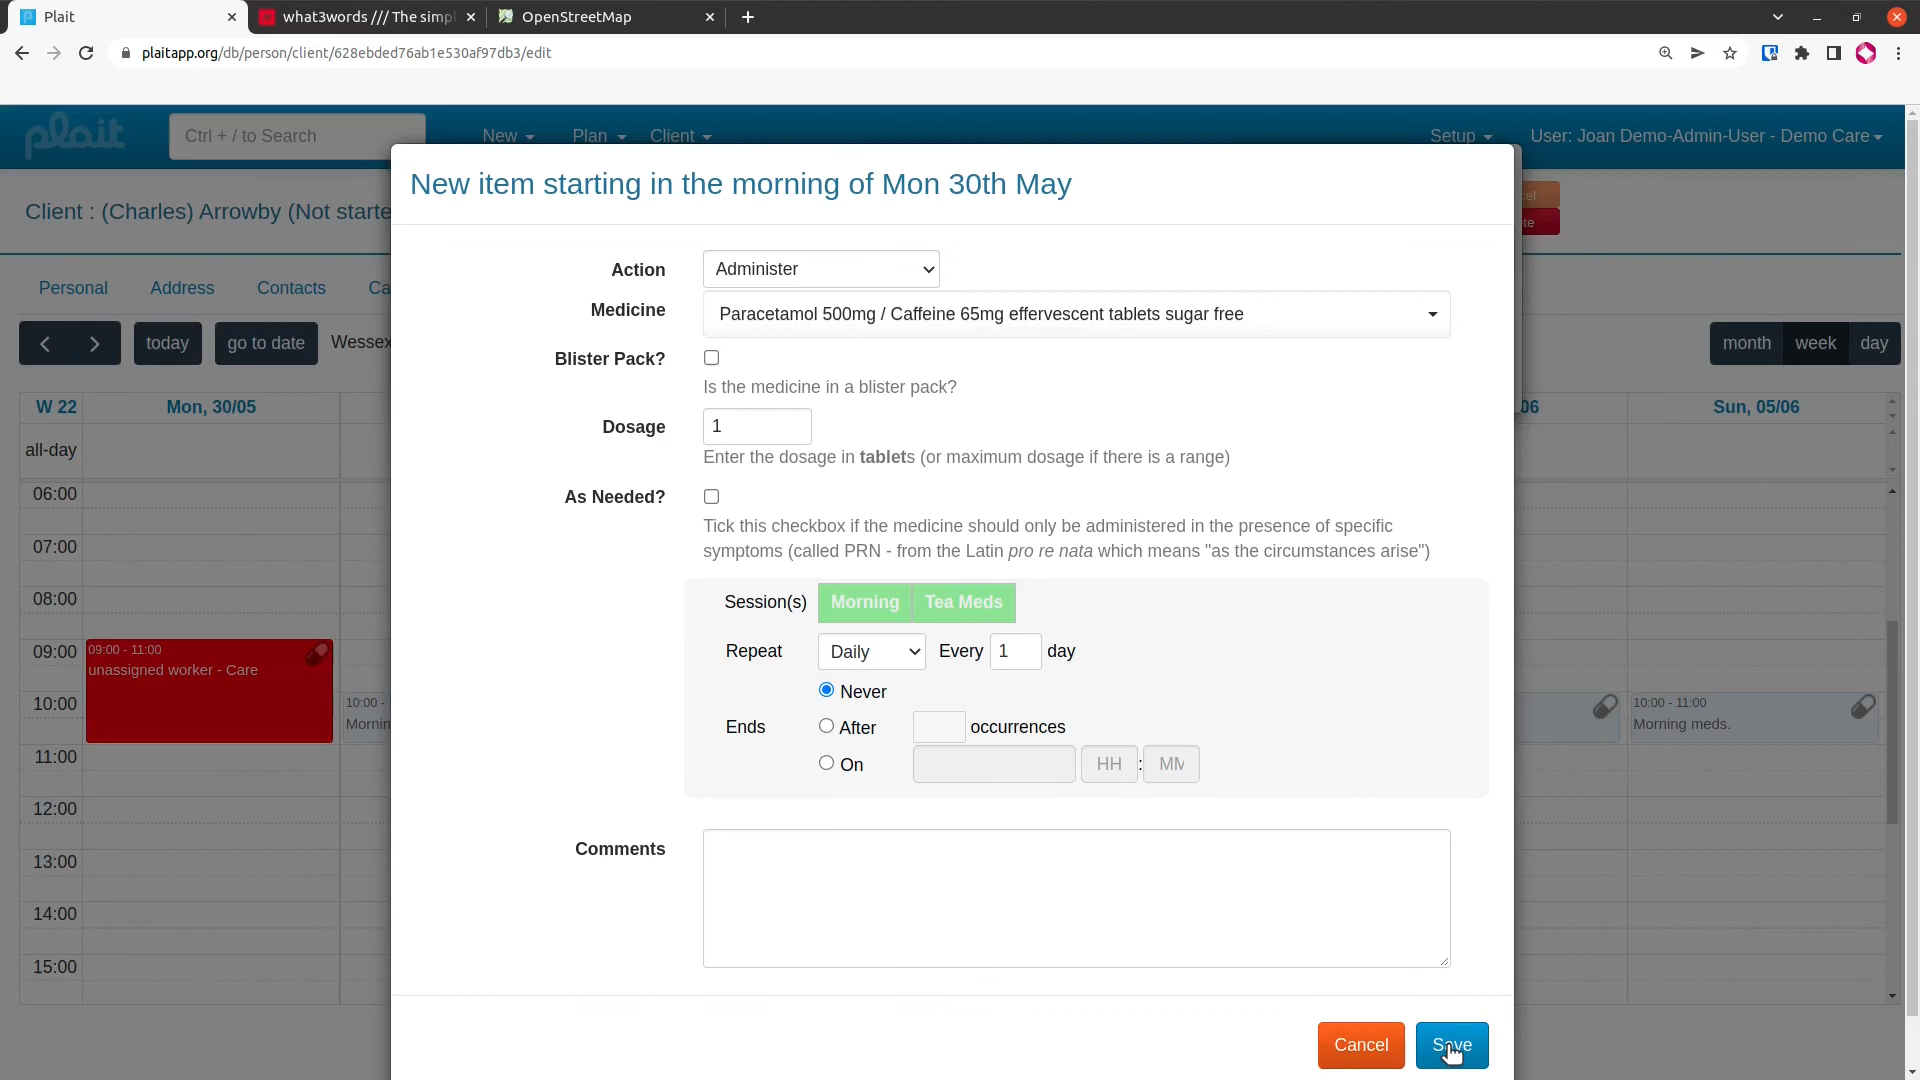 Plait
what3words /// The simpl
OpenStreetMap
plaitapp.org/db/person/client/628ebded76ab1e530af97db3/edit
plait
Ctrl + / to Search
New
Plan
Client
Setup
User: Joan Demo-Admin-User - Demo Care
New item starting in the morning of Mon 30th May
Client : (Charles) Arrowby (Not starte
el
te
Action
Administer
Personal
Address
Contacts
Ca
Medicine
Paracetamol 500mg / Caffeine 65mg effervescent tablets sugar free
today
go to date
Wessex
month
week
day
Blister Pack?
Is the medicine in a blister pack?
W 22
Mon, 30/05
06
Sun, 05/06
Dosage
1
Enter the dosage in tablets (or maximum dosage if there is a range)
all-day
As Needed?
Tick this checkbox if the medicine should only be administered in the presence of specific
symptoms (called PRN - from the Latin pro re nata which means "as the circumstances arise")
Session(s)
Morning
Tea Meds
Repeat
Daily
Every
1
day
Never
Ends
After
occurrences
On
HH
:
MM
Comments
06:00
07:00
08:00
09:00
09:00 - 11:00
unassigned worker - Care
10:00
10:00 -
Mornin
10:00 - 11:00
Morning meds.
11:00
12:00
13:00
14:00
15:00
Cancel
Save